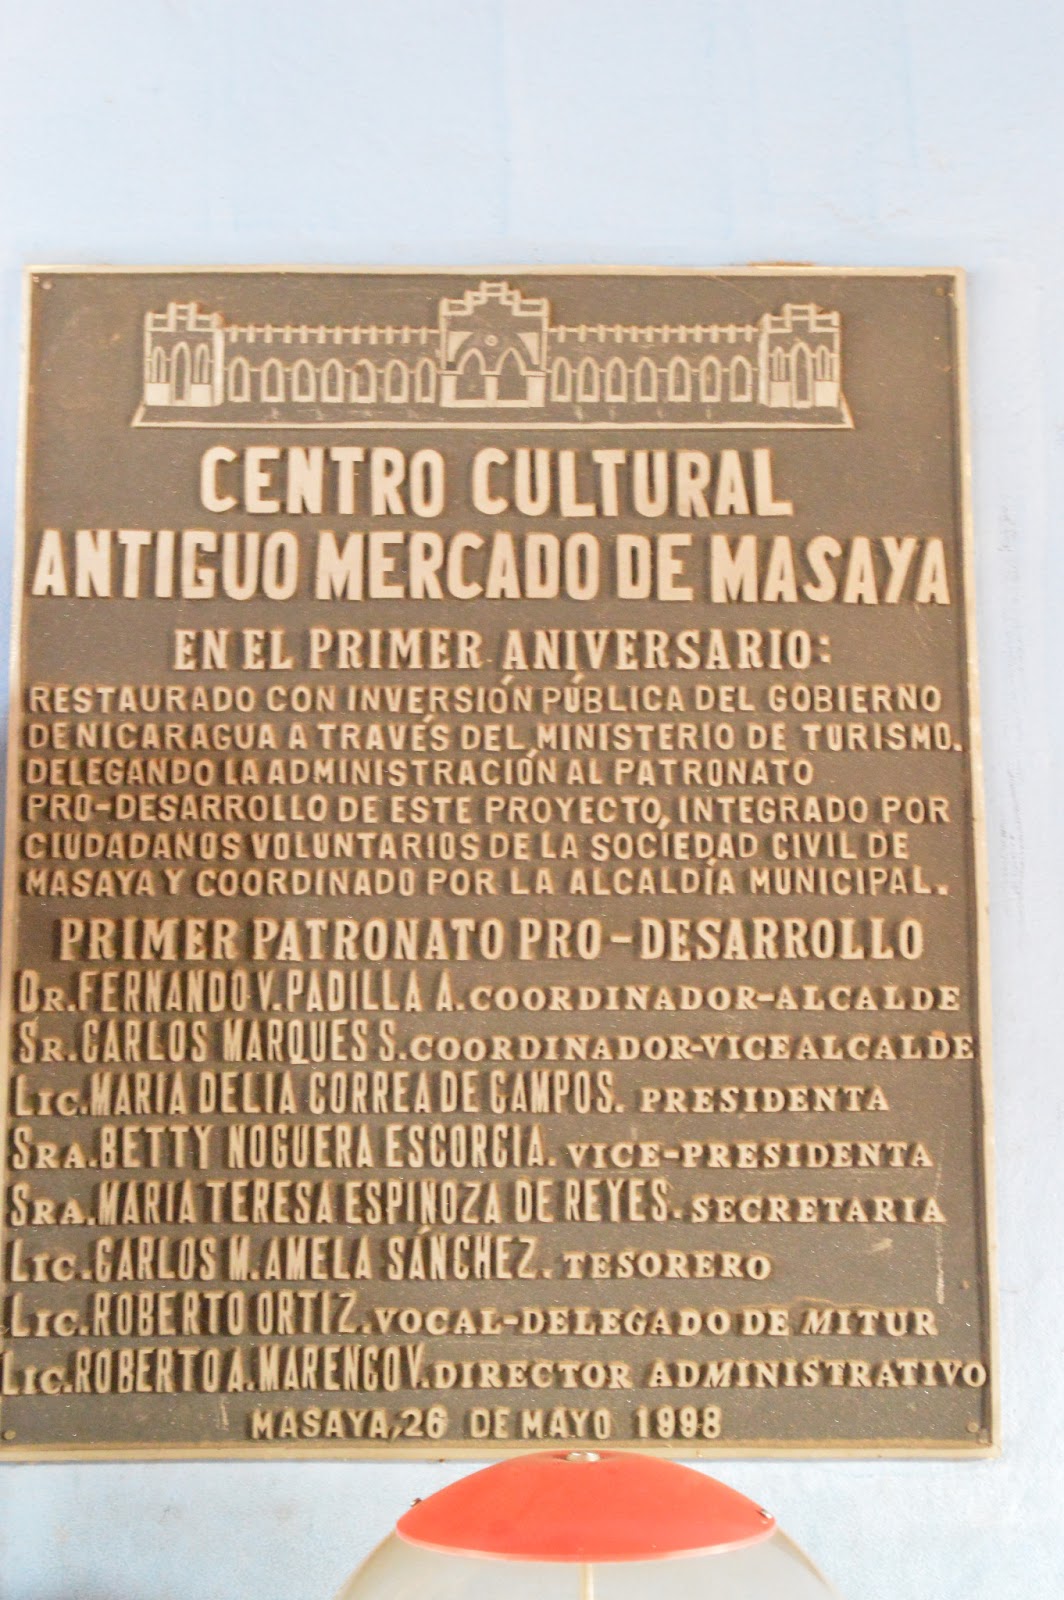 CENTRO CULTURAL
ANTIGUO MERCADO DE MASAYA
EN EL PRIMER ANIVERSARIO:
RESTAURADO CON INVERSIÓN PÚBLICA DEL GOBIERNO
DE NICARAGUA A TRAVÉS DEL MINISTERIO DE TURISMO.
DELEGANDO LA ADMINISTRACIÓN AL PATRONATO
PRO-DESARROLLO DE ESTE PROYECTO, INTEGRADO POR
CIUDADANOS VOLUNTARIOS DE LA SOCIEDAD CIVIL DE
MASAYA Y COORDINADO POR LA ALCALDÍA MUNICIPAL.
PRIMER PATRONATO PRO-DESARROLLO
DR. FERNANDO V. PADILLA A. COORDINADOR-ALCALDE
SR. CARLOS MARQUES S. COORDINADOR-VICEALCALDE
LIC. MARIA DELIA CORREA DE CAMPOS. PRESIDENTA
SRA. BETTY NOGUERA ESCORCIA. VICE-PRESIDENTA
SRA. MARIA TERESA ESPINOZA DE REYES. SECRETARIA
LIC. CARLOS M. AMELA SÁNCHEZ. TESORERO
LIC. ROBERTO ORTIZ. VOCAL-DELEGADO DE MITUR
LIC. ROBERTO A. MARENCO V. DIRECTOR ADMINISTRATIVO
MASAYA, 26 DE MAYO 1998